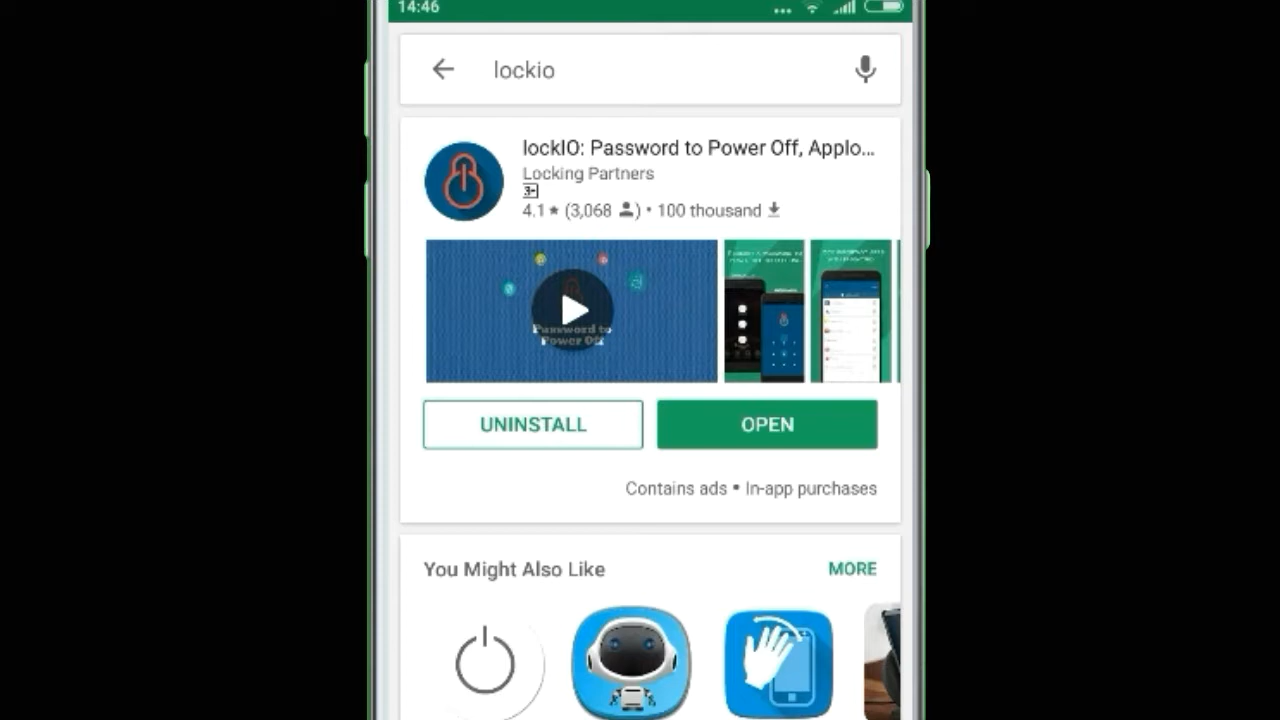 14:46
lockio
lockIO: Password to Power Off, Applo...
Locking Partners
3+
4.1 ★ (3,068 ) • 100 thousand
Password to
Power Off
UNINSTALL
OPEN
Contains ads • In-app purchases
You Might Also Like
MORE